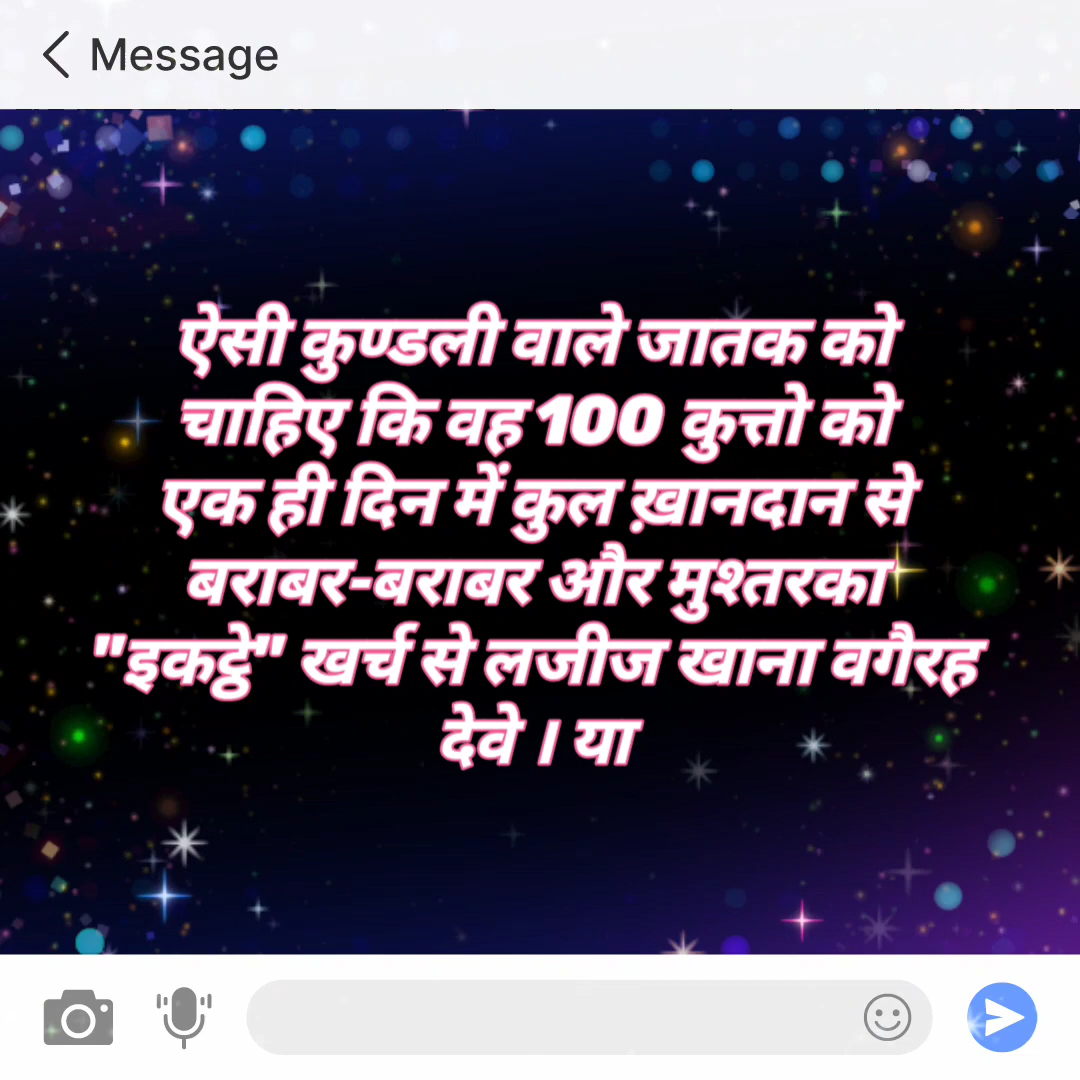 Message
ऐसी कुण्डली वाले जातक को
चाहिए कि वह 100 कुत्तो को
एक ही दिन में कुल ख़ानदान से
बराबर-बराबर और मुश्तरका
"इकट्ठे" खर्च से लजीज खाना वगैरह
देवे । या